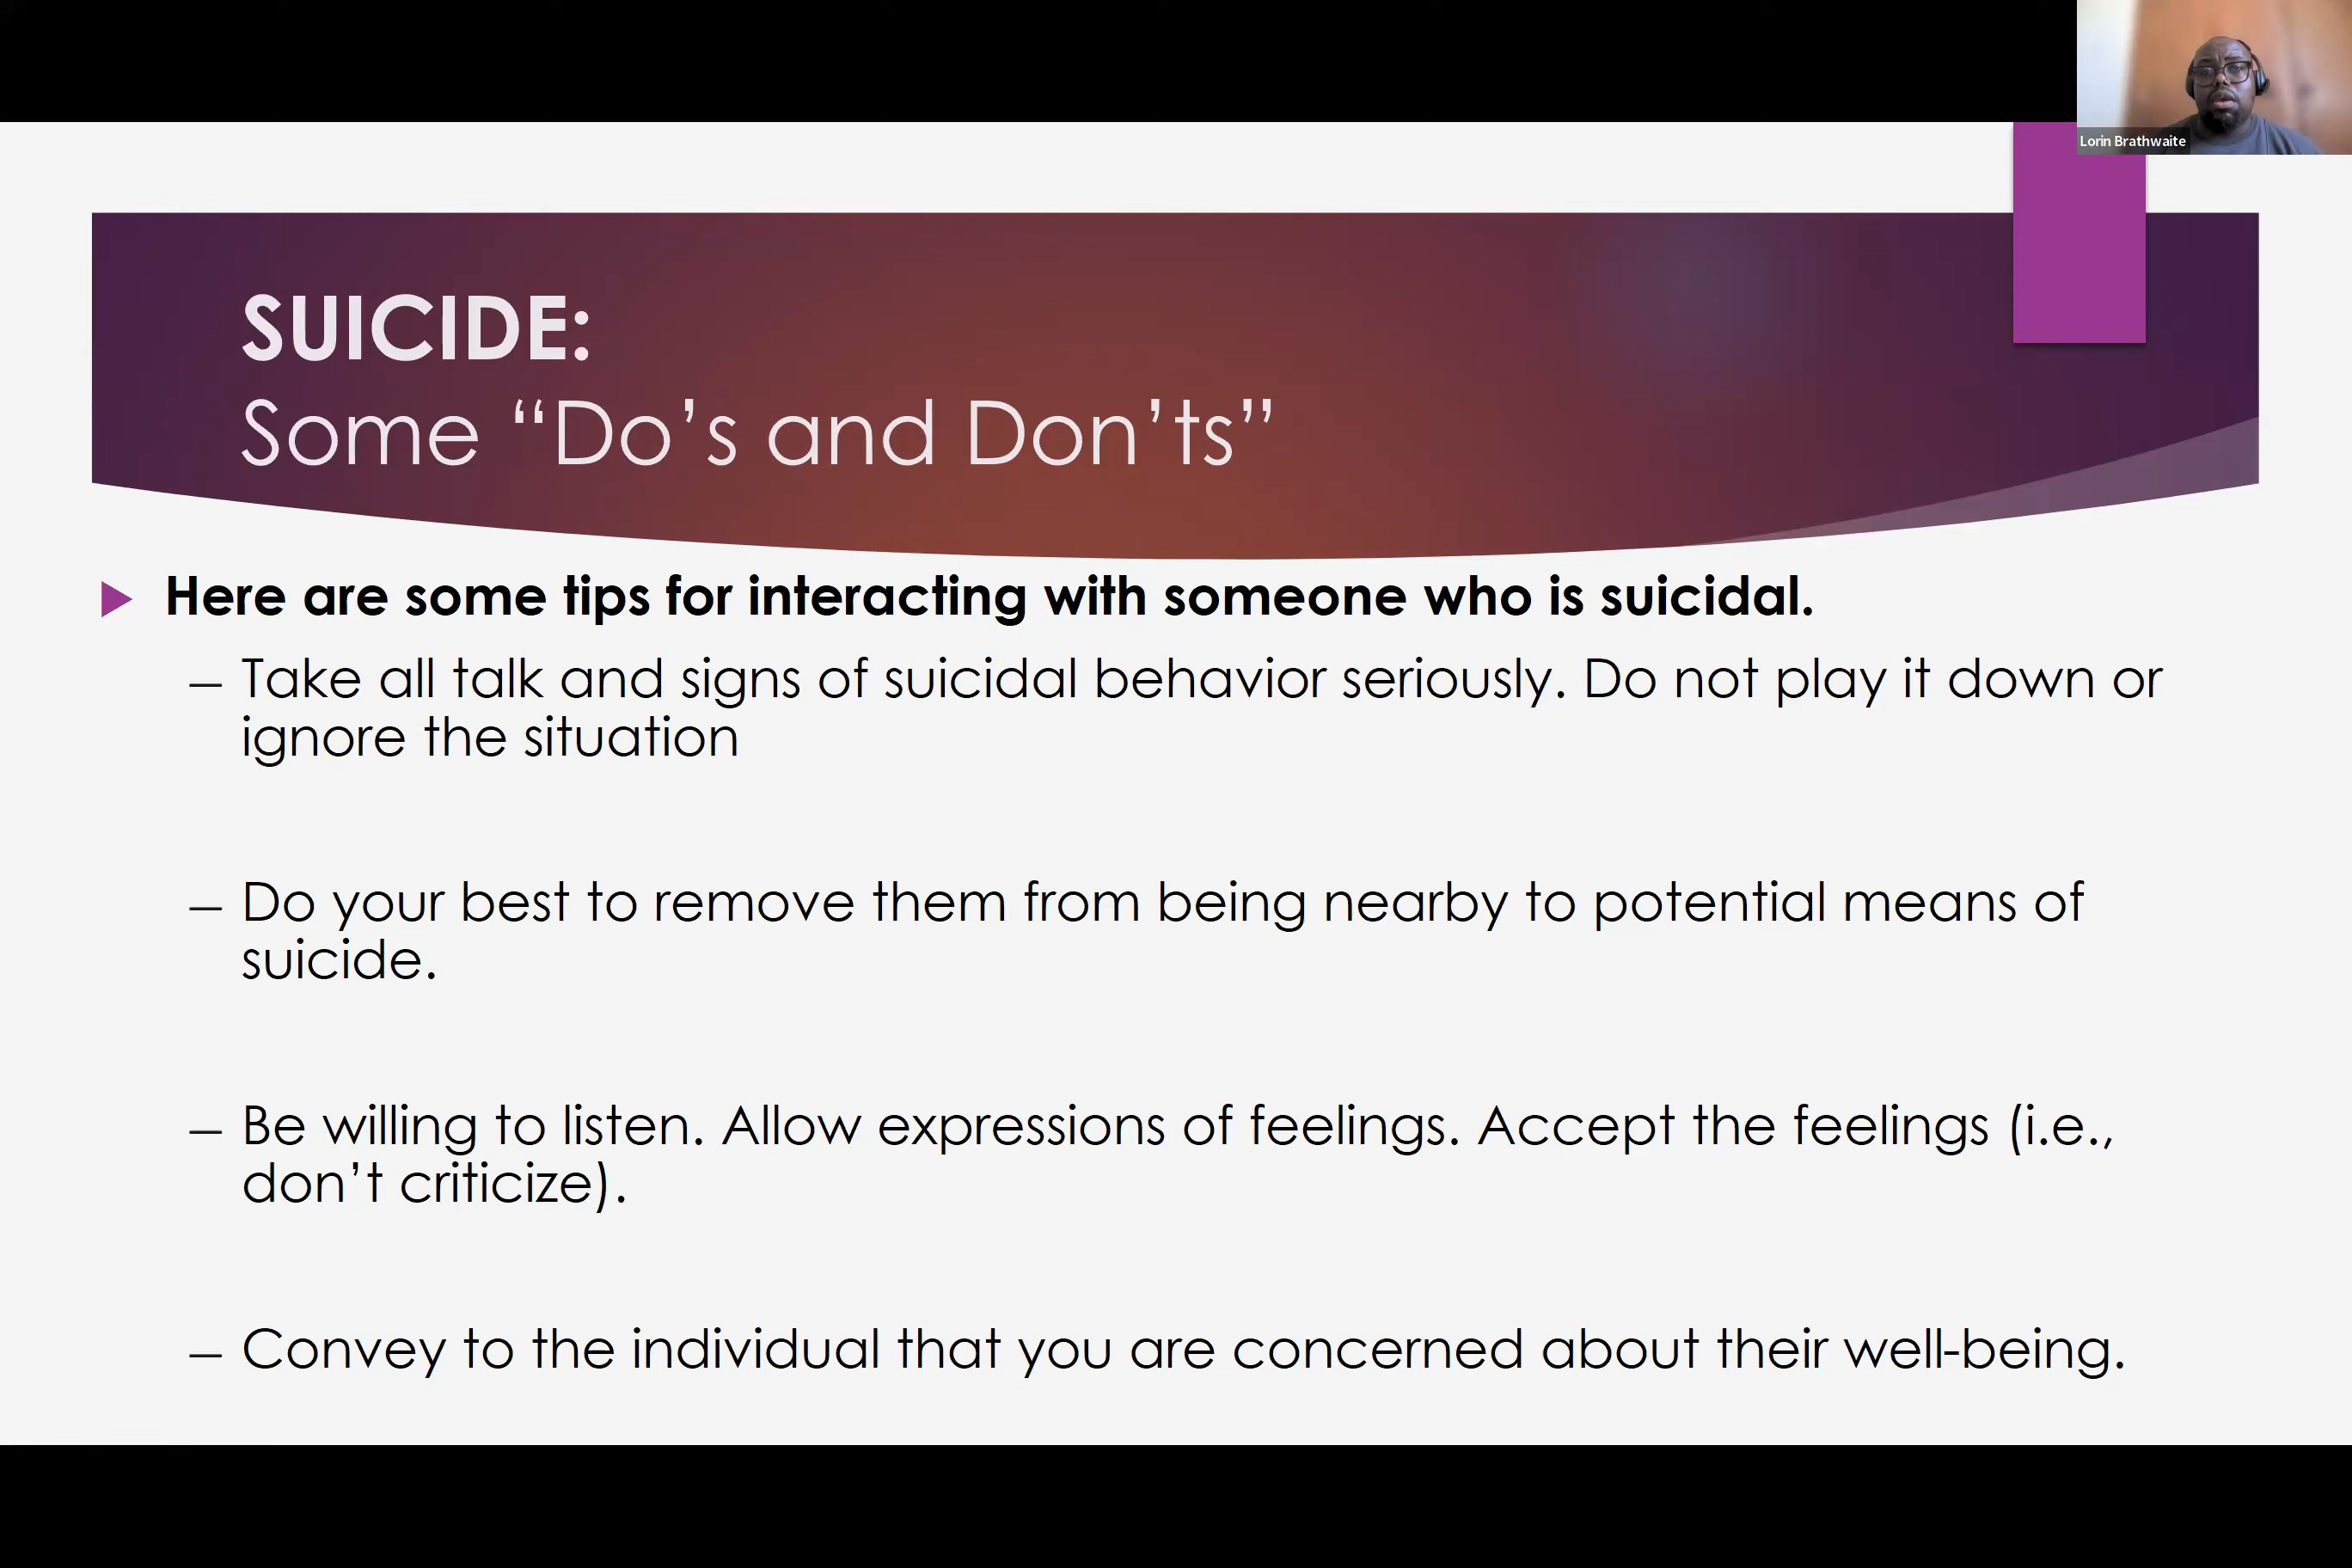 Lorin Brathwaite
SUICIDE:
Some “Do’s and Don’ts”
Here are some tips for interacting with someone who is suicidal.
– Take all talk and signs of suicidal behavior seriously. Do not play it down or
ignore the situation
– Do your best to remove them from being nearby to potential means of
suicide.
– Be willing to listen. Allow expressions of feelings. Accept the feelings (i.e.,
don’t criticize).
– Convey to the individual that you are concerned about their well-being.